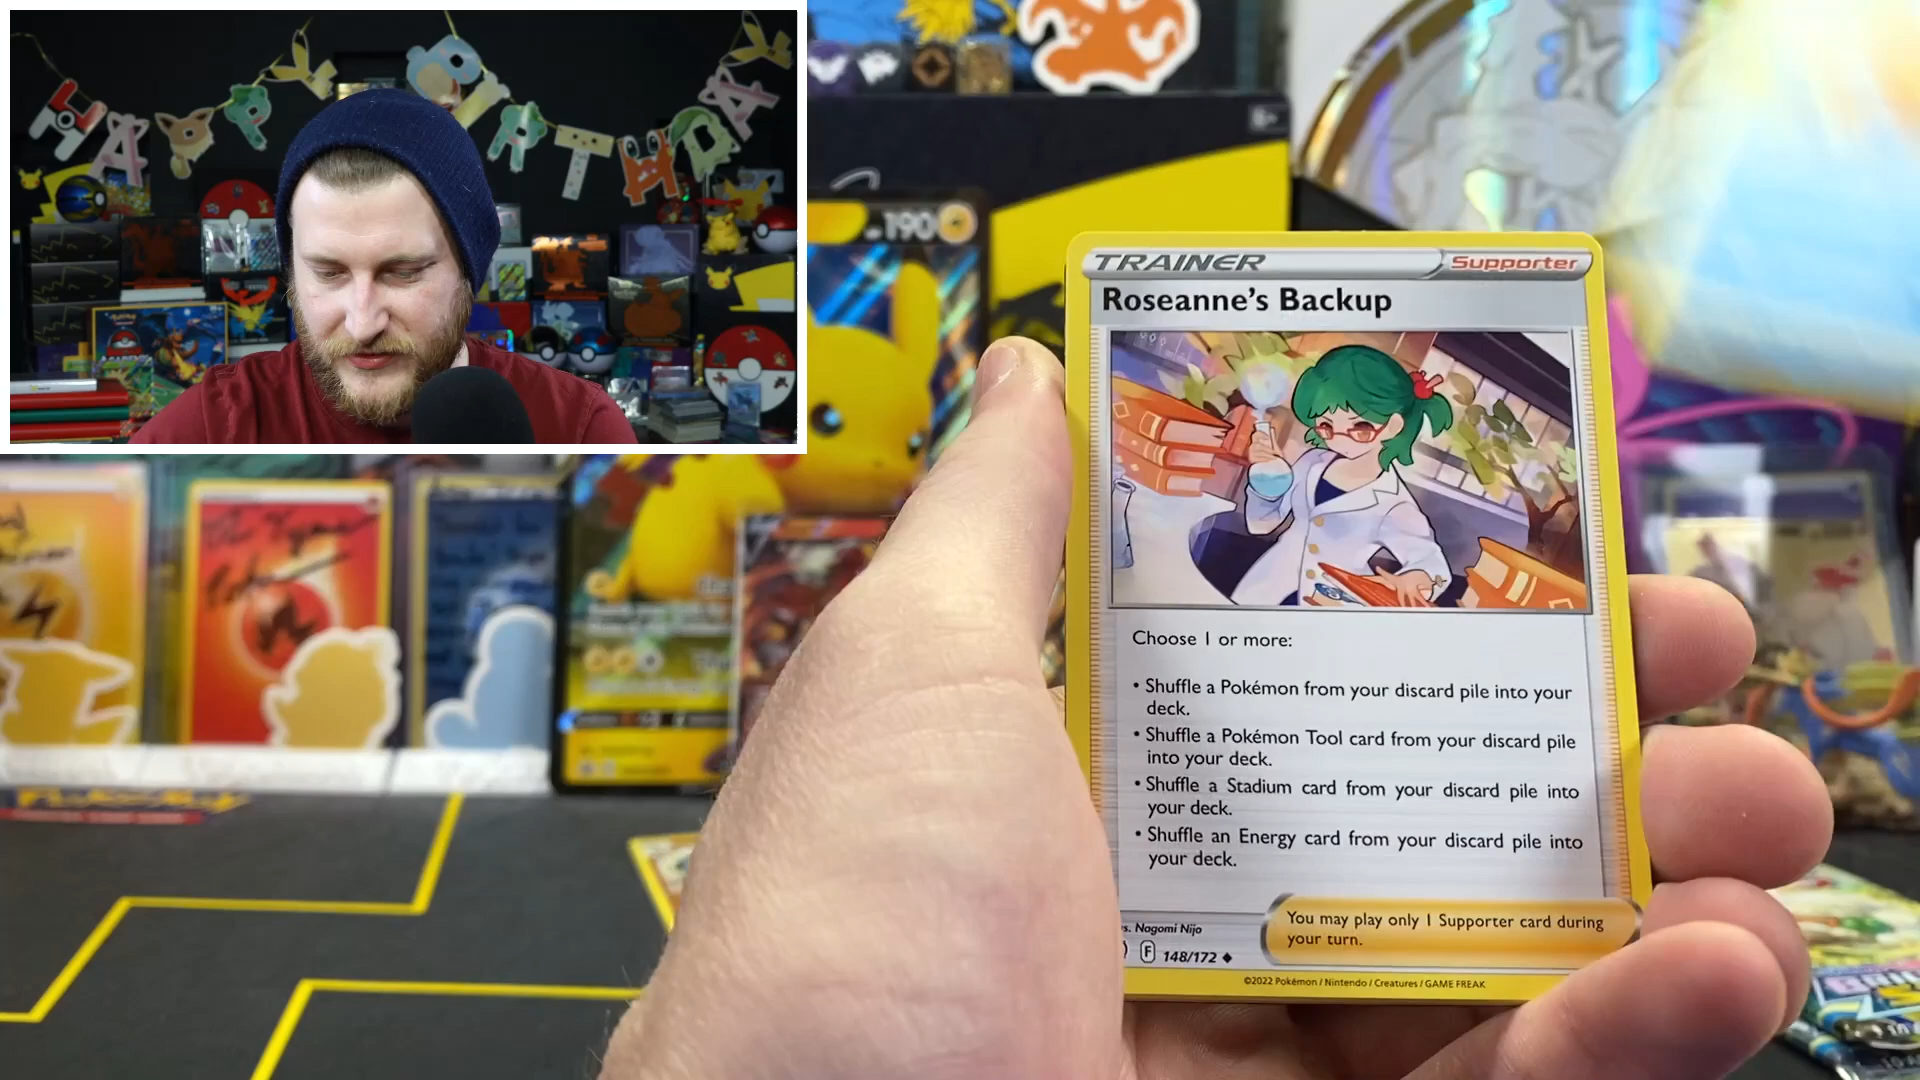 HAPPY
BIRTHDAY
190
TRAINER
Supporter
Roseanne's Backup
Choose 1 or more:
• Shuffle a Pokémon from your discard pile into your
deck.
• Shuffle a Pokémon Tool card from your discard pile
into your deck.
• Shuffle a Stadium card from your discard pile into
your deck.
• Shuffle an Energy card from your discard pile into
your deck.
You may play only 1 Supporter card during
your turn.
s. Nagomi Nijo
F 148/172
©2022 Pokémon / Nintendo / Creatures / GAME FREAK